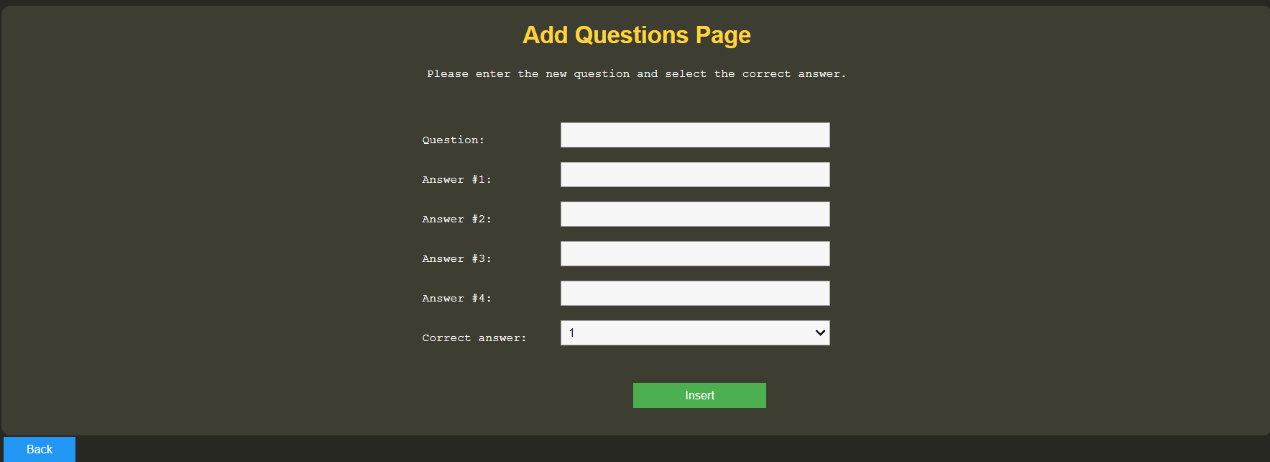 Add Questions Page
Please enter the new question and select the correct answer.
Question:
Answer #1:
Answer #2:
Answer #3:
Answer #4:
Correct answer: 1
Insert
Back